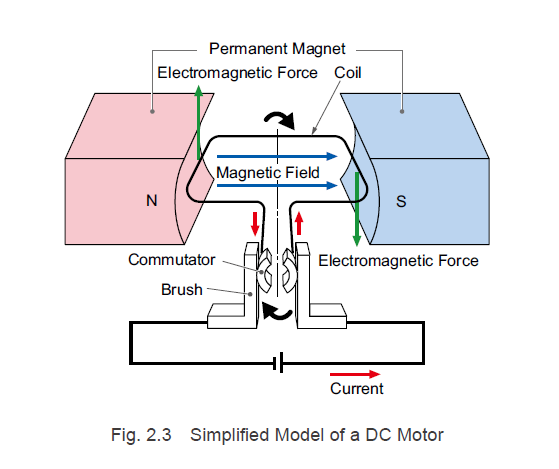 Permanent Magnet
Electromagnetic Force Coil
Magnetic Field
N
S
Commutator
Electromagnetic Force
Brush
Current
Fig. 2.3 Simplified Model of a DC Motor